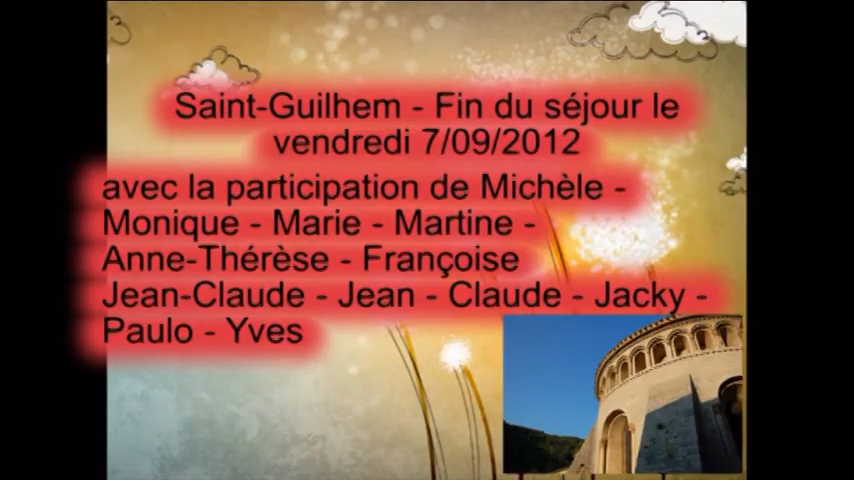 Saint-Guilhem - Fin du séjour le
vendredi 7/09/2012
avec la participation de Michèle -
Monique - Marie - Martine -
Anne-Thérèse - Françoise
Jean-Claude - Jean - Claude - Jacky -
Paulo - Yves